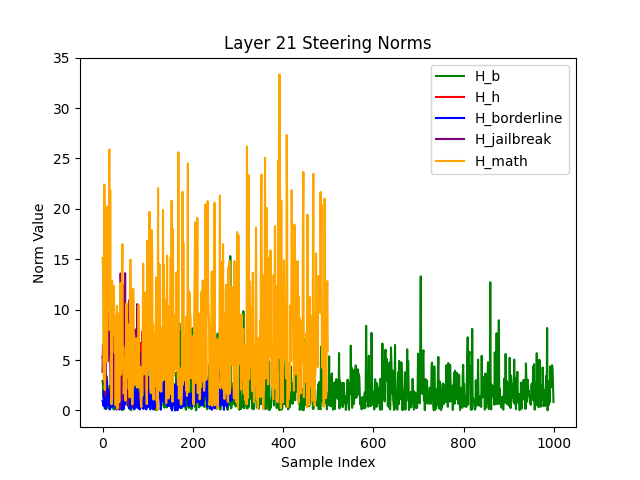 Layer 21 Steering Norms
35
30
25
20
15
10
5
0
Norm Value
H_b
H_h
H_borderline
H_jailbreak
H_math
0 200 400 600 800 1000
Sample Index